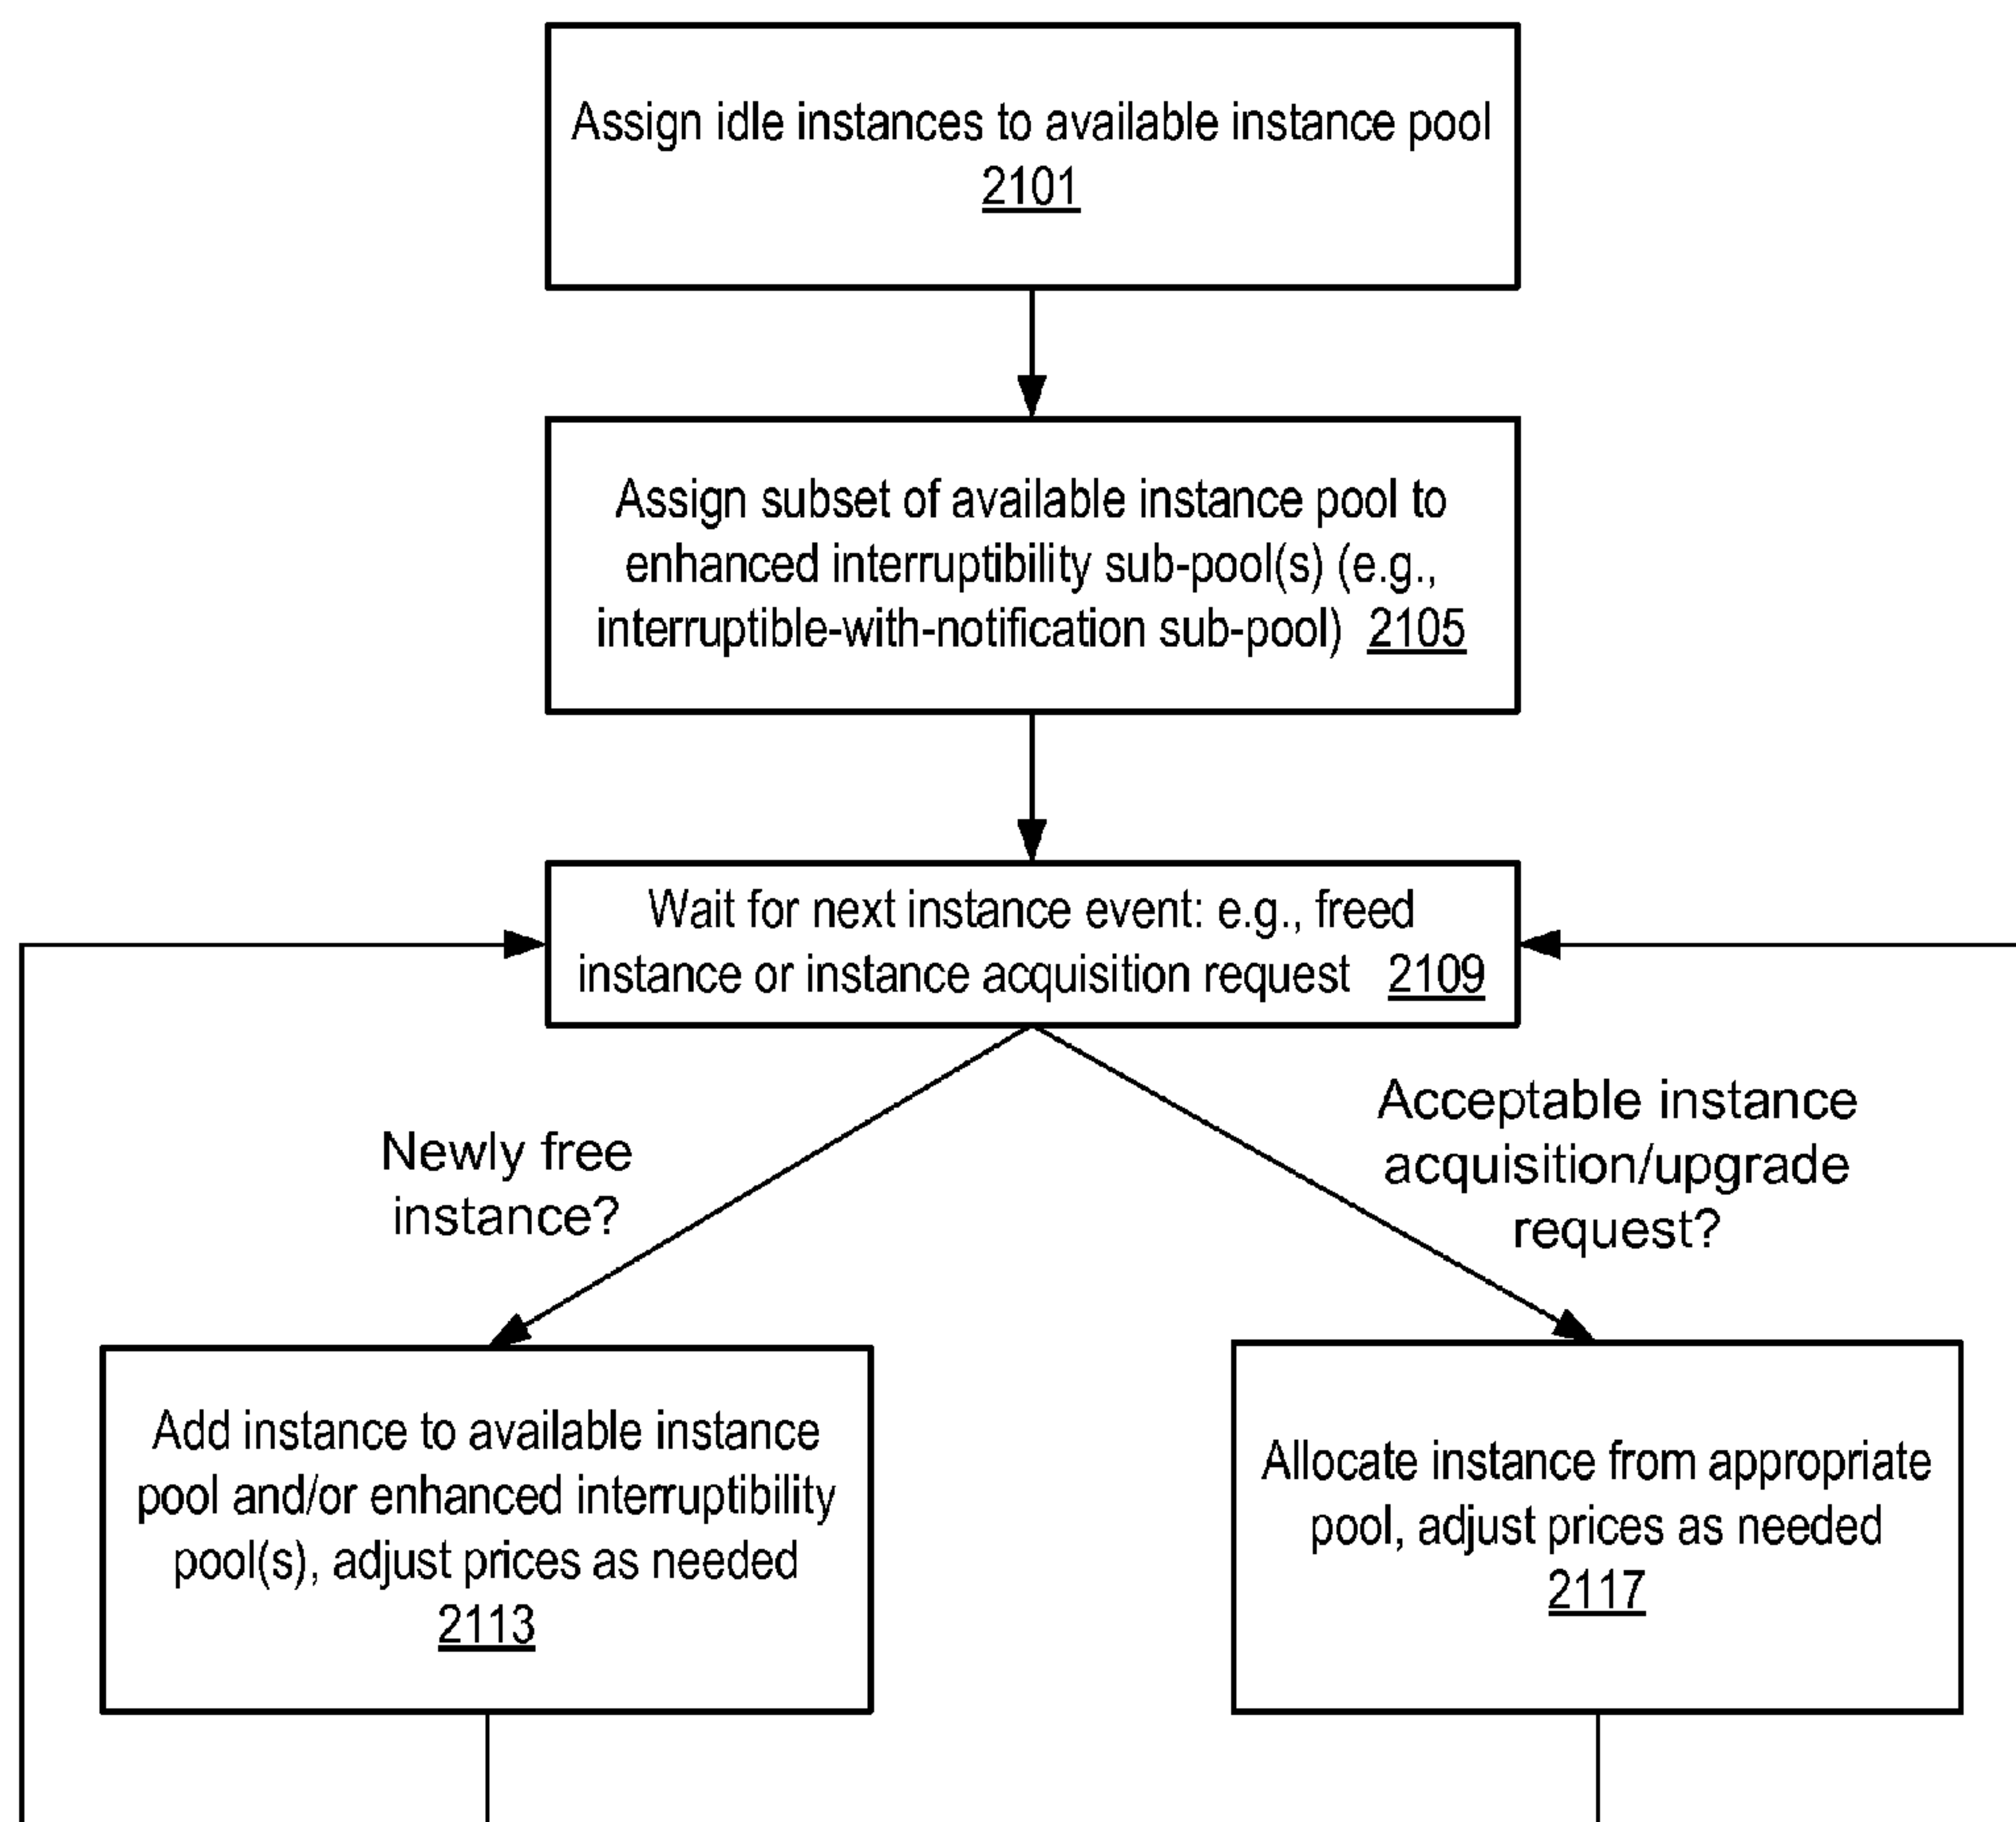 Assign idle instances to available instance pool
2101
Assign subset of available instance pool to
enhanced interruptibility sub-pool(s) (e.g.,
interruptible-with-notification sub-pool) 2105
Wait for next instance event: e.g., freed
instance or instance acquisition request 2109
Newly free
instance?
Acceptable instance
acquisition/upgrade
request?
Add instance to available instance
pool and/or enhanced interruptibility
pool(s), adjust prices as needed
2113
Allocate instance from appropriate
pool, adjust prices as needed
2117